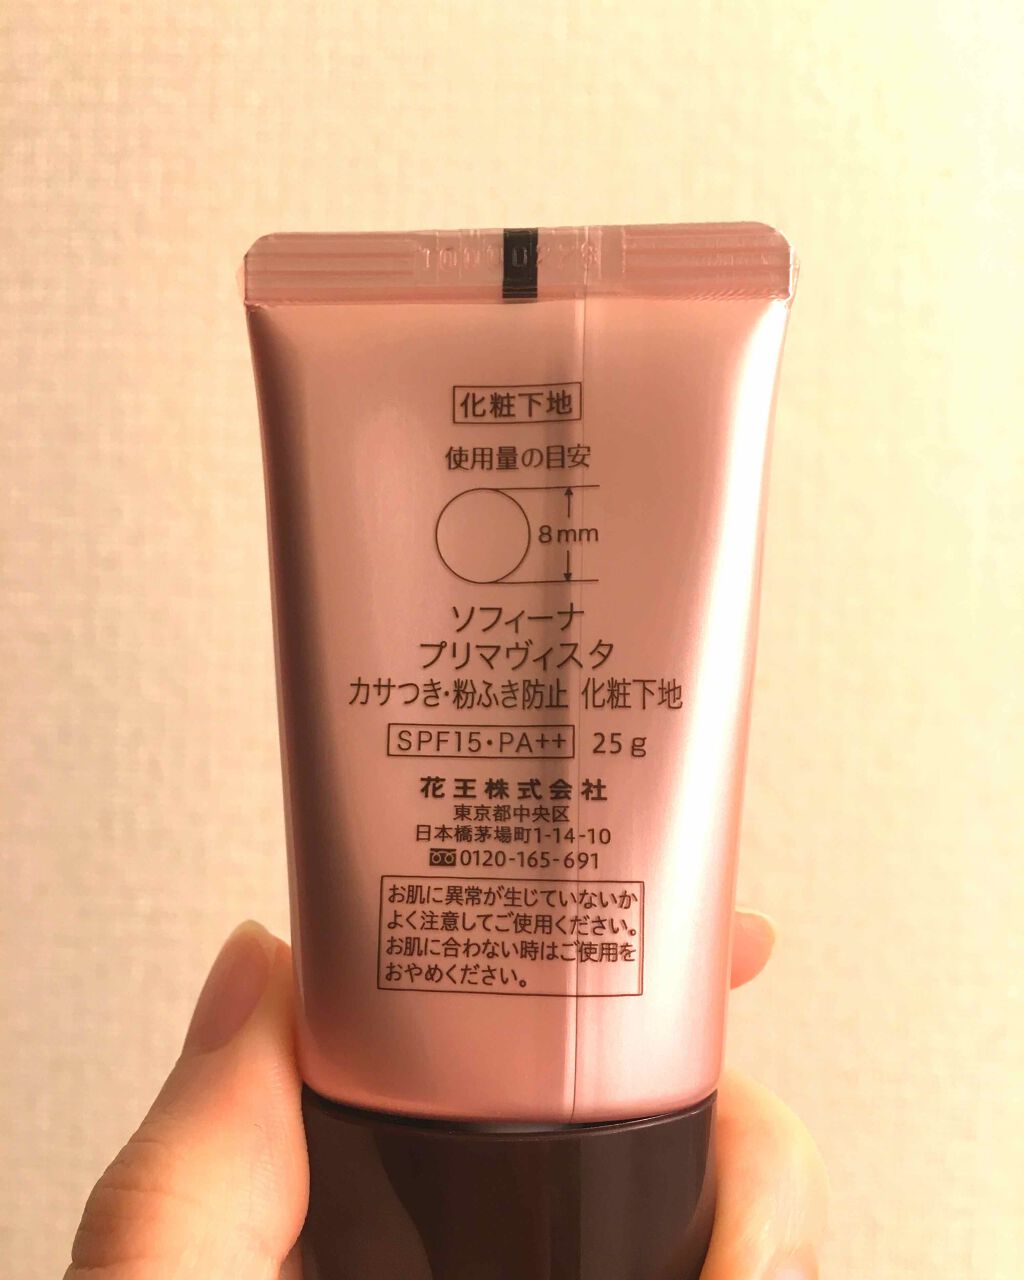 化粧下地
使用量の目安
8mm
ソフィーナ
プリマヴィスタ
カサつき・粉ふき防止 化粧下地
SPF15・PA++ 25g
花王株式会社
東京都中央区
日本橋茅場町1-14-10
0120-165-691
お肌に異常が生じていないか
よく注意してご使用ください。
お肌に合わない時はご使用を
おやめください。